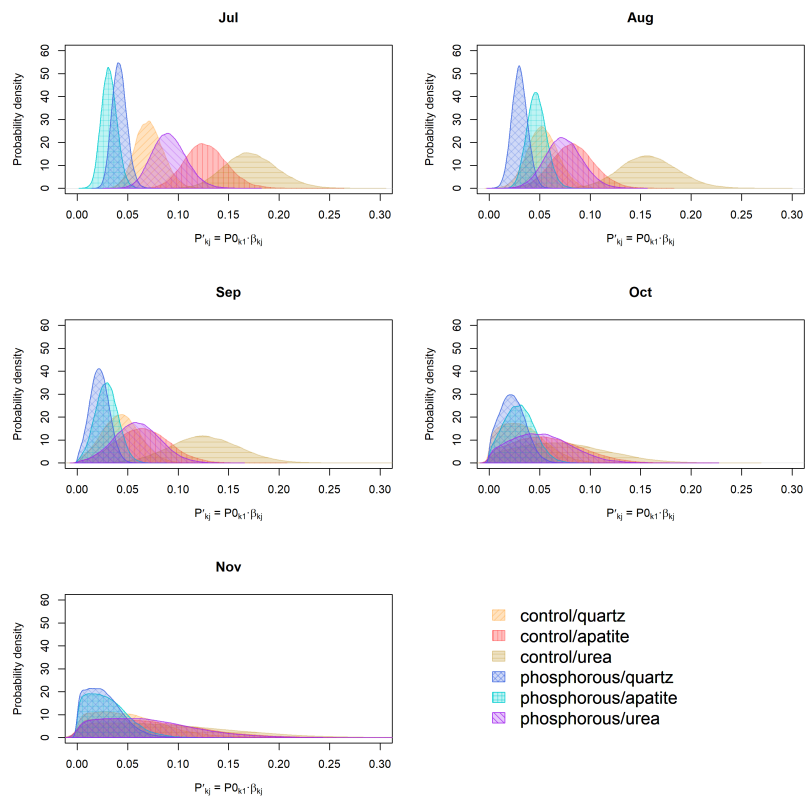 Jul
Probability density
0 10 20 30 40 50 60
0.00 0.05 0.10 0.15 0.20 0.25 0.30
P'kj = P0k1·βkj
Aug
Probability density
0 10 20 30 40 50 60
0.00 0.05 0.10 0.15 0.20 0.25 0.30
P'kj = P0k1·βkj
Sep
Probability density
0 10 20 30 40 50 60
0.00 0.05 0.10 0.15 0.20 0.25 0.30
P'kj = P0k1·βkj
Oct
Probability density
0 10 20 30 40 50 60
0.00 0.05 0.10 0.15 0.20 0.25 0.30
P'kj = P0k1·βkj
Nov
Probability density
0 10 20 30 40 50 60
0.00 0.05 0.10 0.15 0.20 0.25 0.30
P'kj = P0k1·βkj
control/quartz
control/apatite
control/urea
phosphorous/quartz
phosphorous/apatite
phosphorous/urea